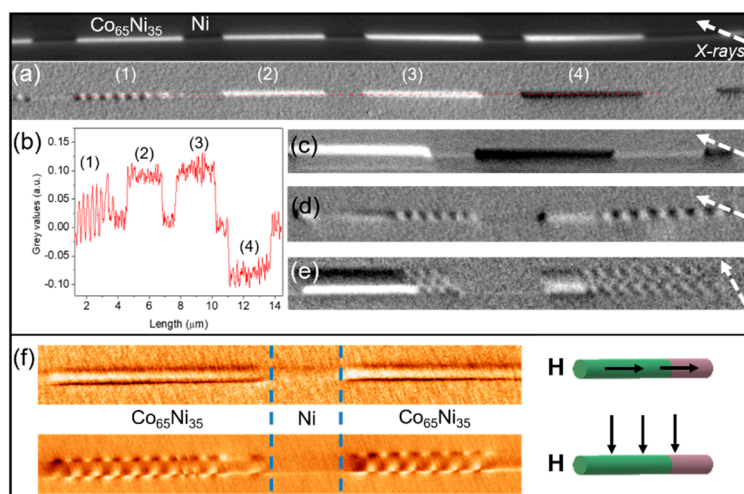 Co65Ni35 Ni
X-rays
(a) (1) (2) (3) (4)
(b) (c)
0.15
0.10
0.05
0.00
-0.05
-0.10
Grey values (a.u.)
(1) (2) (3) (4)
2 4 6 8 10 12 14
Length (μm)
(d)
(e)
(f)
H
Co65Ni35 Ni Co65Ni35
H